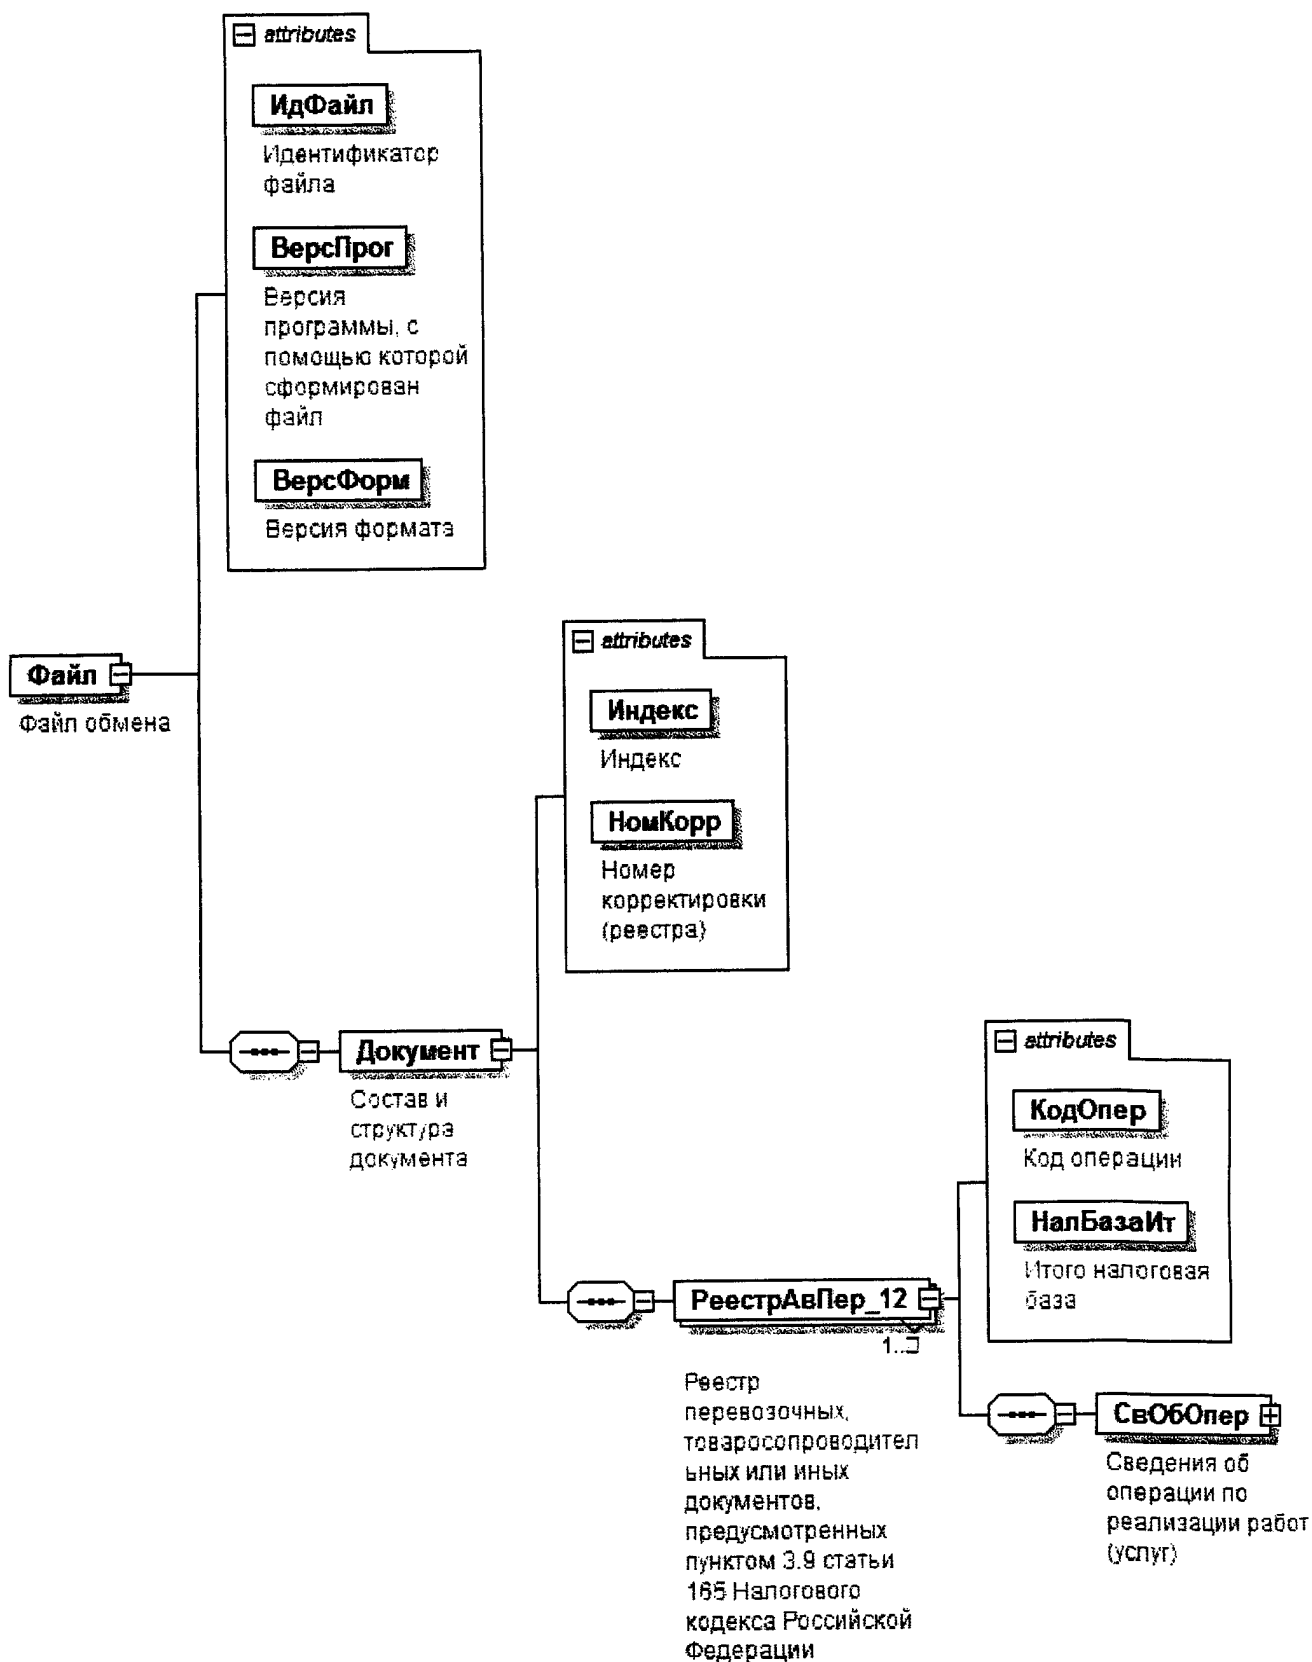 attributes
ИдФайл
Идентификатор
файла
ВерсПрог
Версия
программы, с
помощью которой
сформирован
файл
ВерсФорм
Версия формата
Файл
Файл обмена
attributes
Индекс
Индекс
НомКорр
Номер
корректировки
(реестра)
Документ
Состав и
структура
документа
attributes
КодОпер
Код операции
НалБазаИт
Итого налоговая
база
РеестрАвПер_12
Реестр
перевозочных,
товаросопроводител
ьных или иных
документов,
предусмотренных
пунктом 3.9 статьи
165 Налогового
кодекса Российской
Федерации
СвОбОпер
Сведения об
операции по
реализации работ
(услуг)